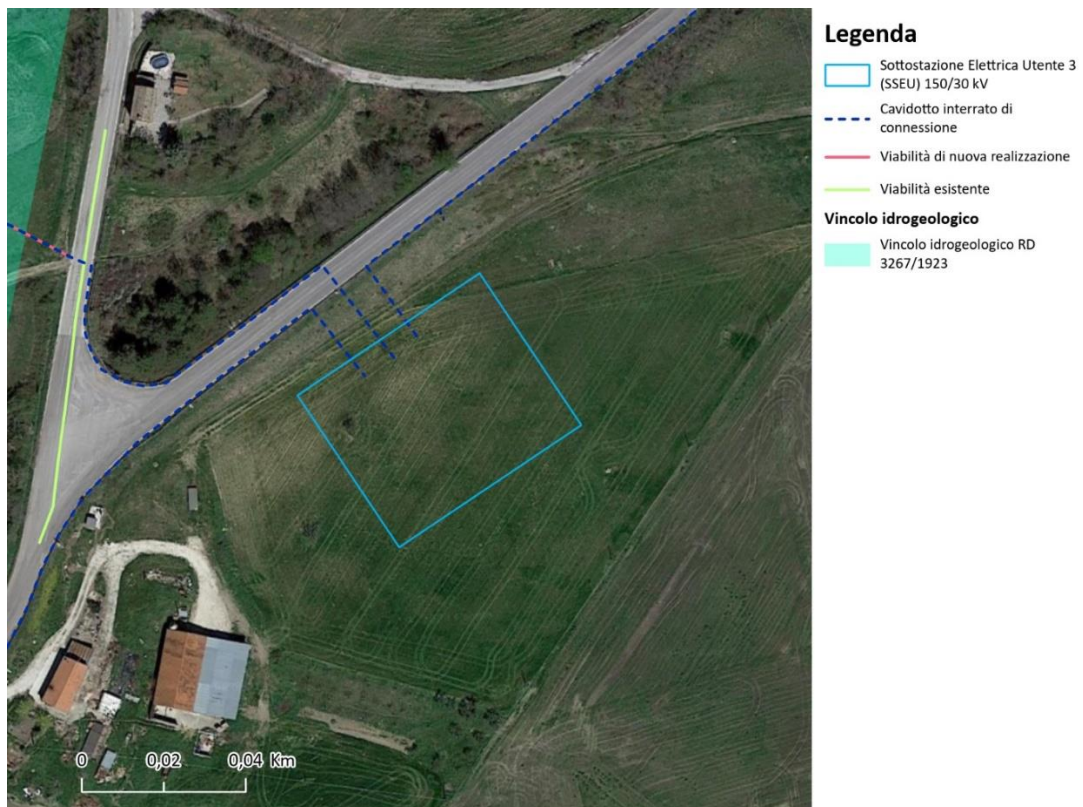 Legenda
Sottostazione Elettrica Utente 3
(SSEU) 150/30 kV
Cavidotto interrato di
connessione
Viabilità di nuova realizzazione
Viabilità esistente
Vincolo idrogeologico
Vincolo idrogeologico RD
3267/1923
0 0,02 0,04 Km